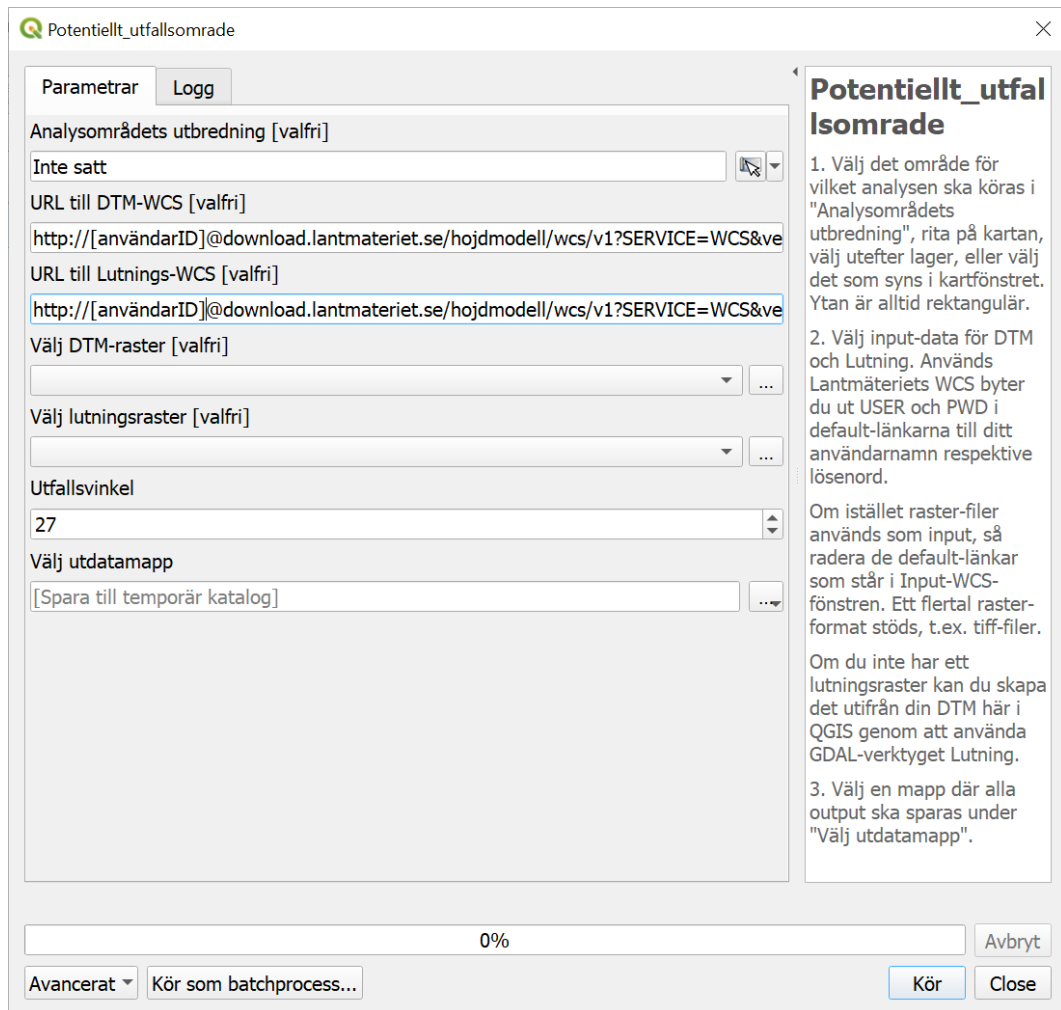 Potentiellt_utfallsomrade
Parametrar
Logg
Analysområdets utbredning [valfri]
Inte satt
URL till DTM-WCS [valfri]
http://[användarID]@download.lantmateriet.se/hojdmodell/wcs/v1?SERVICE=WCS&ve
URL till Lutnings-WCS [valfri]
http://[användarID]@download.lantmateriet.se/hojdmodell/wcs/v1?SERVICE=WCS&ve
Välj DTM-raster [valfri]
...
Välj lutningsraster [valfri]
...
Utfallsvinkel
27
Välj utdatamapp
[Spara till temporär katalog]
...
Potentiellt_utfal
lsomrade
1. Välj det område för
vilket analysen ska köras i
"Analysområdets
utbredning", rita på kartan,
välj utefter lager, eller välj
det som syns i kartfönstret.
Ytan är alltid rektangulär.
2. Välj input-data för DTM
och Lutning. Används
Lantmäteriets WCS byter
du ut USER och PWD i
default-länkarna till ditt
användarnamn respektive
lösenord.
Om istället raster-filer
används som input, så
radera de default-länkar
som står i Input-WCS-
fönstren. Ett flertal raster-
format stöds, t.ex. tiff-filer.
Om du inte har ett
lutningsraster kan du skapa
det utifrån din DTM här i
QGIS genom att använda
GDAL-verktyget Lutning.
3. Välj en mapp där alla
output ska sparas under
"Välj utdatamapp".
0%
Avbryt
Avancerat
Kör som batchprocess...
Kör
Close